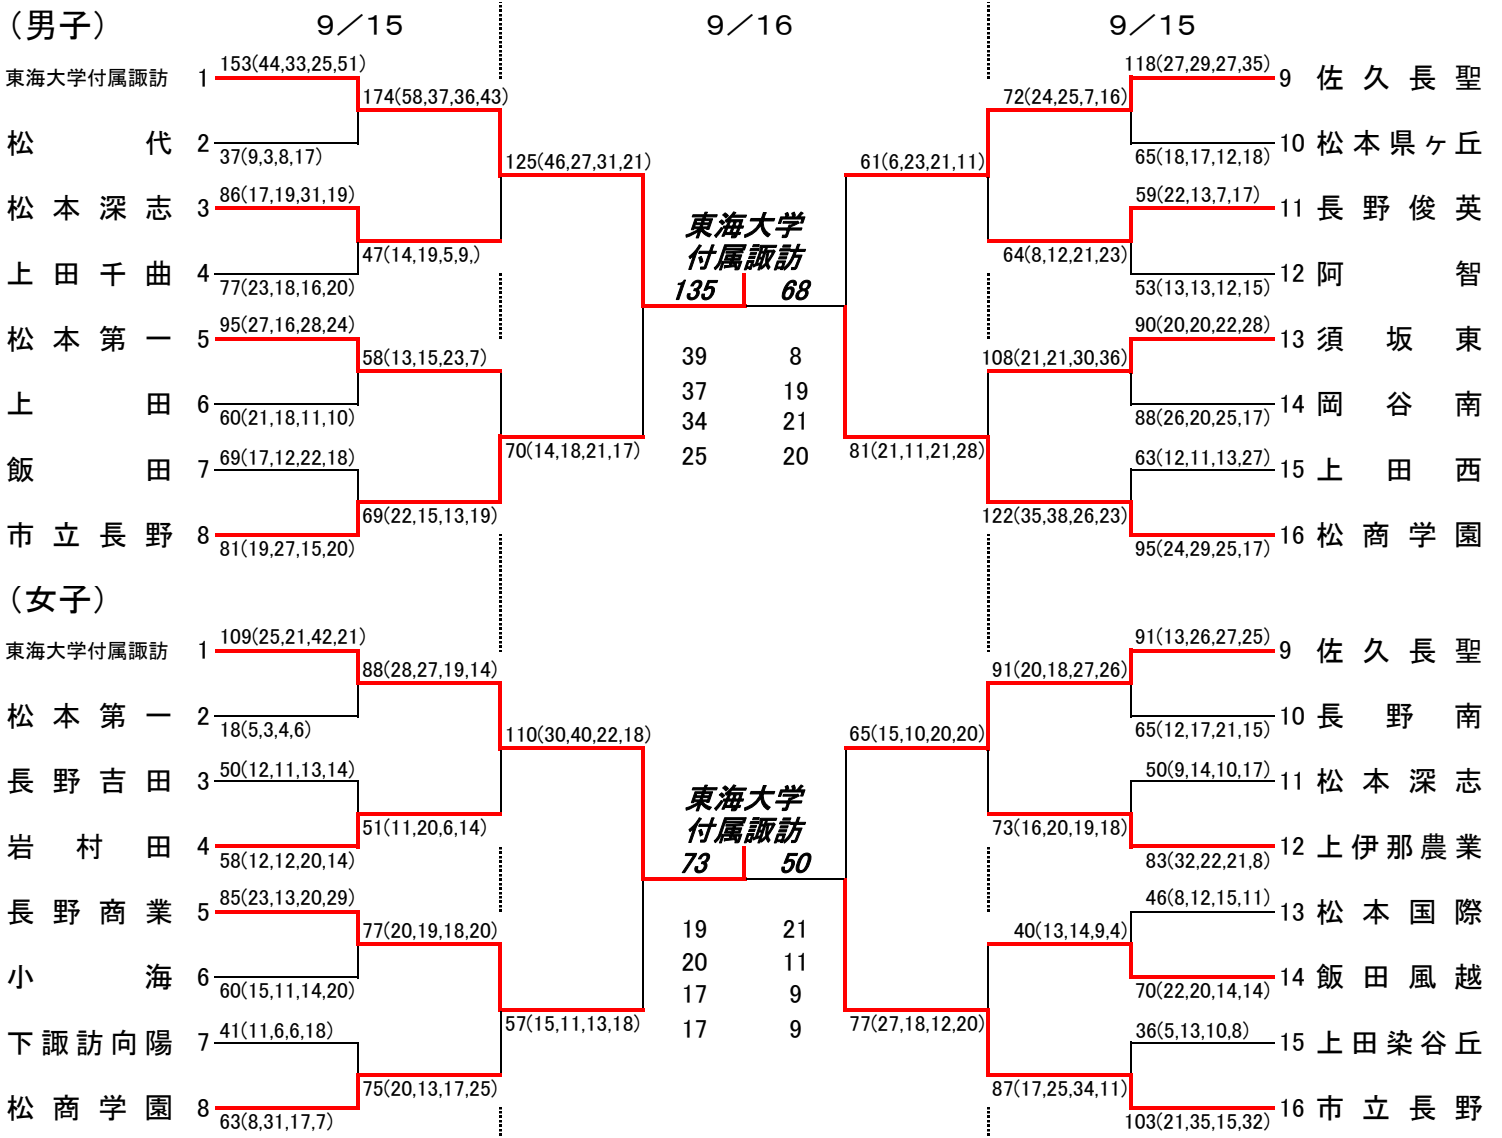 （男子） 9／15 9／16 9／15
東海大学付属諏訪 1 153(44,33,25,51) 118(27,29,27,35) 9 佐久長聖
174(58,37,36,43) 72(24,25,7,16)
松代 2 37(9,3,8,17) 65(18,17,12,18) 10 松本県ヶ丘
125(46,27,31,21) 61(6,23,21,11)
松本深志 3 86(17,19,31,19) 59(22,13,7,17) 11 長野俊英
東海大学
付属諏訪
47(14,19,5,9,) 64(8,12,21,23)
上田千曲 4 77(23,18,16,20) 53(13,13,12,15) 12 阿智
135 68
松本第一 5 95(27,16,28,24) 90(20,20,22,28) 13 須坂東
58(13,15,23,7) 39 8 108(21,21,30,36)
37 19
上田 6 60(21,18,11,10) 88(26,20,25,17) 14 岡谷南
34 21
70(14,18,21,17) 25 20 81(21,11,21,28)
飯田 7 69(17,12,22,18) 63(12,11,13,27) 15 上田西
69(22,15,13,19) 122(35,38,26,23)
市立長野 8 81(19,27,15,20) 95(24,29,25,17) 16 松商学園
（女子）
東海大学付属諏訪 1 109(25,21,42,21) 91(13,26,27,25) 9 佐久長聖
88(28,27,19,14) 91(20,18,27,26)
松本第一 2 18(5,3,4,6) 65(12,17,21,15) 10 長野南
110(30,40,22,18) 65(15,10,20,20)
長野吉田 3 50(12,11,13,14) 50(9,14,10,17) 11 松本深志
東海大学
付属諏訪
51(11,20,6,14) 73(16,20,19,18)
岩村田 4 58(12,12,20,14) 83(32,22,21,8) 12 上伊那農業
73 50
長野商業 5 85(23,13,20,29) 46(8,12,15,11) 13 松本国際
77(20,19,18,20) 19 21 40(13,14,9,4)
20 11
小海 6 60(15,11,14,20) 70(22,20,14,14) 14 飯田風越
17 9
57(15,11,13,18) 17 9 77(27,18,12,20)
下諏訪向陽 7 41(11,6,6,18) 36(5,13,10,8) 15 上田染谷丘
75(20,13,17,25) 87(17,25,34,11)
松商学園 8 63(8,31,17,7) 103(21,35,15,32) 16 市立長野